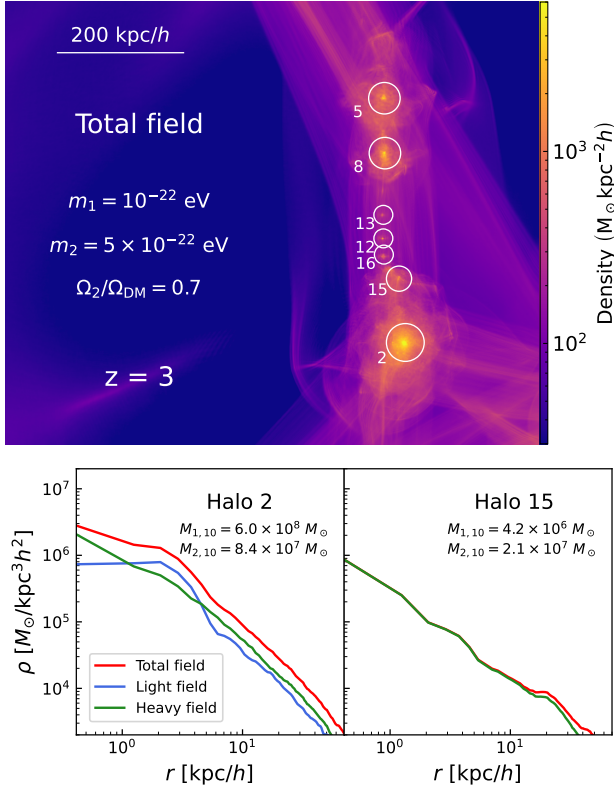 200 kpc/h
Total field
m₁ = 10⁻²² eV
m₂ = 5 × 10⁻²² eV
Ω₂/Ω_DM = 0.7
z = 3
5
8
13
12
16
15
2
10³
10²
Density (M☉kpc⁻²h)
Halo 2
M₁,₁₀ = 6.0 × 10⁸ M☉
M₂,₁₀ = 8.4 × 10⁷ M☉
Halo 15
M₁,₁₀ = 4.2 × 10⁶ M☉
M₂,₁₀ = 2.1 × 10⁷ M☉
10⁷
10⁶
10⁵
10⁴
ρ [M☉/kpc³h²]
Total field
Light field
Heavy field
10⁰ 10¹ 10⁰ 10¹
r [kpc/h] r [kpc/h]